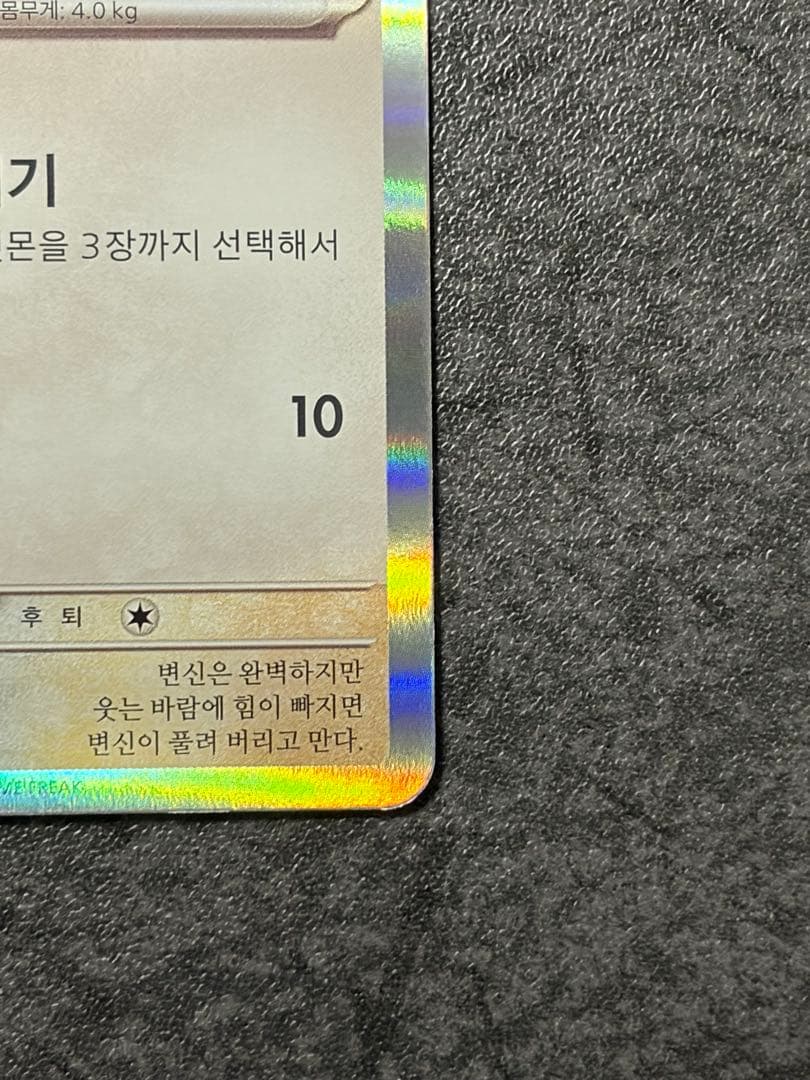 몸무게: 4.0 kg
기
몬을 3장까지 선택해서
10
후 퇴
변신은 완벽하지만
웃는 바람에 힘이 빠지면
변신이 풀려 버리고 만다.
FREAK